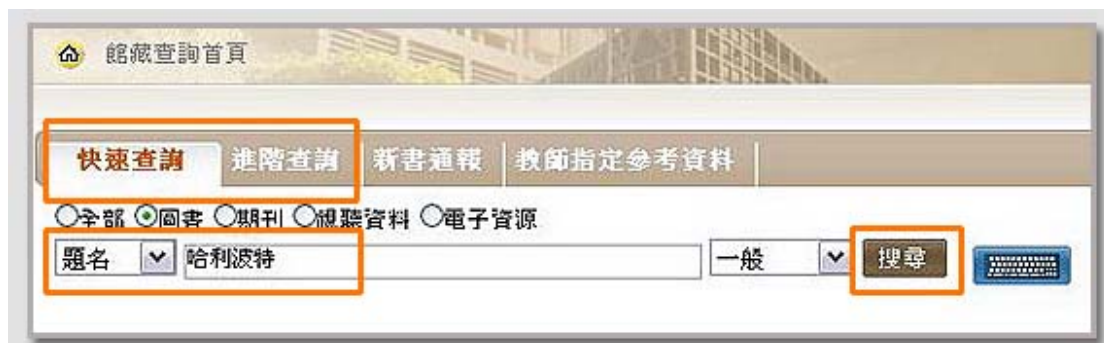 館藏查詢首頁
快速查詢 進階查詢 新書通報 教師指定參考資料
全部 圖書 期刊 視聽資料 電子資源
題名 哈利波特 一般 搜尋